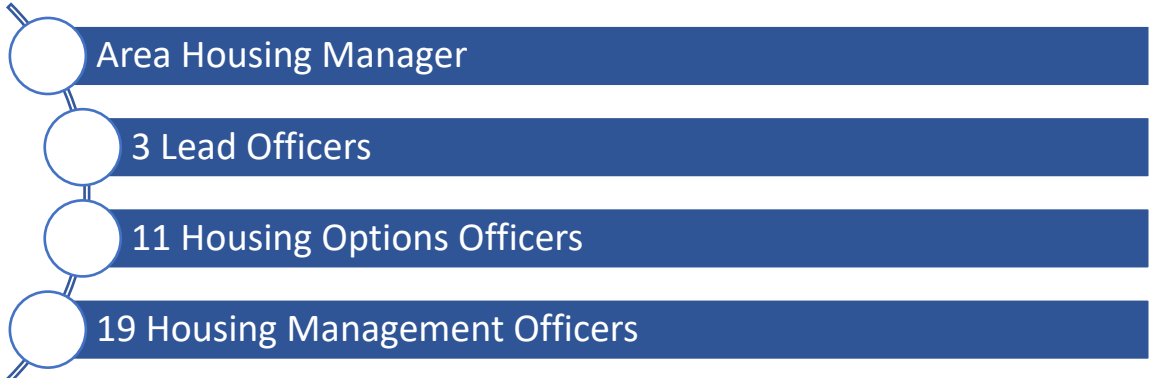 Area Housing Manager
3 Lead Officers
11 Housing Options Officers
19 Housing Management Officers